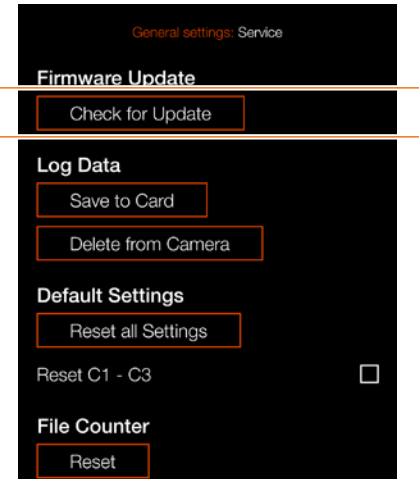 General settings: Service
Firmware Update
Check for Update
Log Data
Save to Card
Delete from Camera
Default Settings
Reset all Settings
Reset C1 - C3
File Counter
Reset